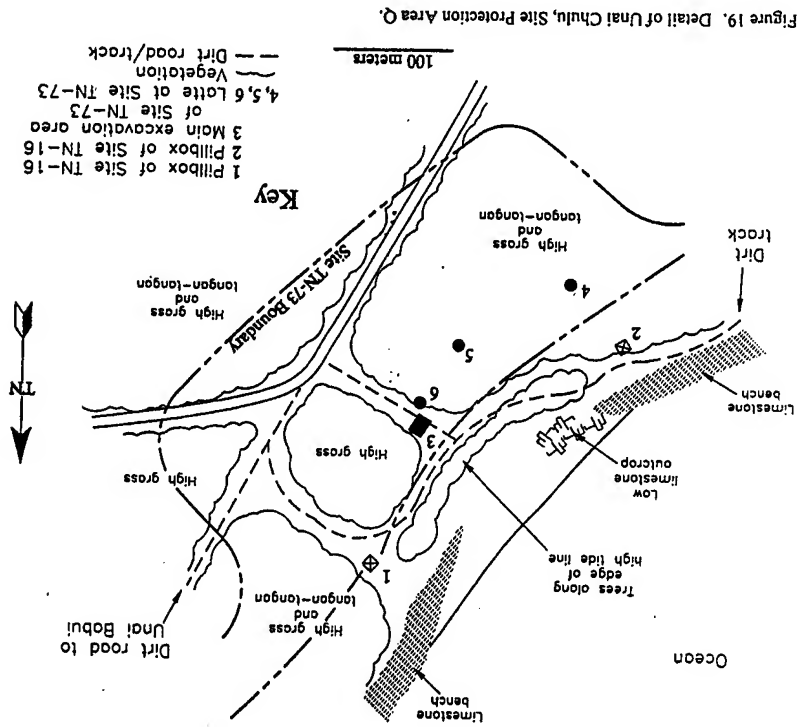 Limestone
bench
Ocean
Dirt road to
Unai Babui
High grass
and
tangan-tangan
Trees along
edge of
high tide line
1
Low
limestone
outcrop
High grass
High grass
3
6
Limestone
bench
TN
2
5
Dirt
track
4
Site TN-73 Boundary
High grass
and
tangan-tangan
High grass
and
tangan-tangan
Key
1 Pillbox of Site TN-16
2 Pillbox of Site TN-16
3 Main excavation area
of Site TN-73
4,5,6 Latte at Site TN-73
Vegetation
Dirt road/track
100 meters
Figure 19. Detail of Unai Chulu, Site Protection Area Q.